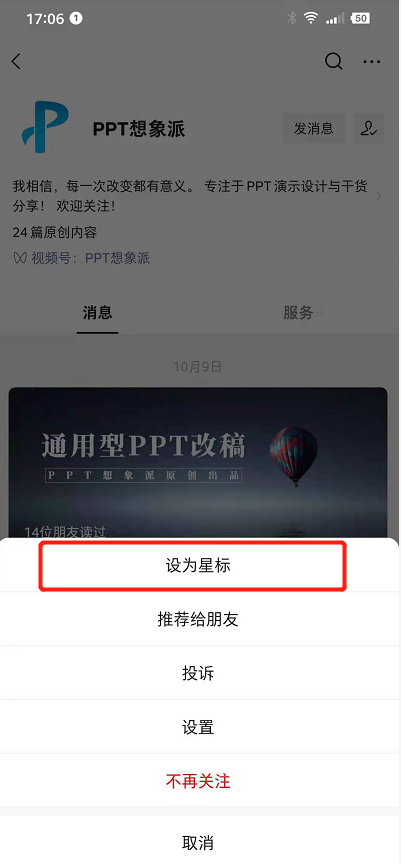 17:06 1
50
PPT想象派
发消息
我相信，每一次改变都有意义。 专注于PPT演示设计与干货
分享！ 欢迎关注！
24篇原创内容
视频号：PPT想象派
消息
服务
10月9日
通用型PPT改稿
PPT想象派原创出品
14位朋友读过
设为星标
推荐给朋友
投诉
设置
不再关注
取消